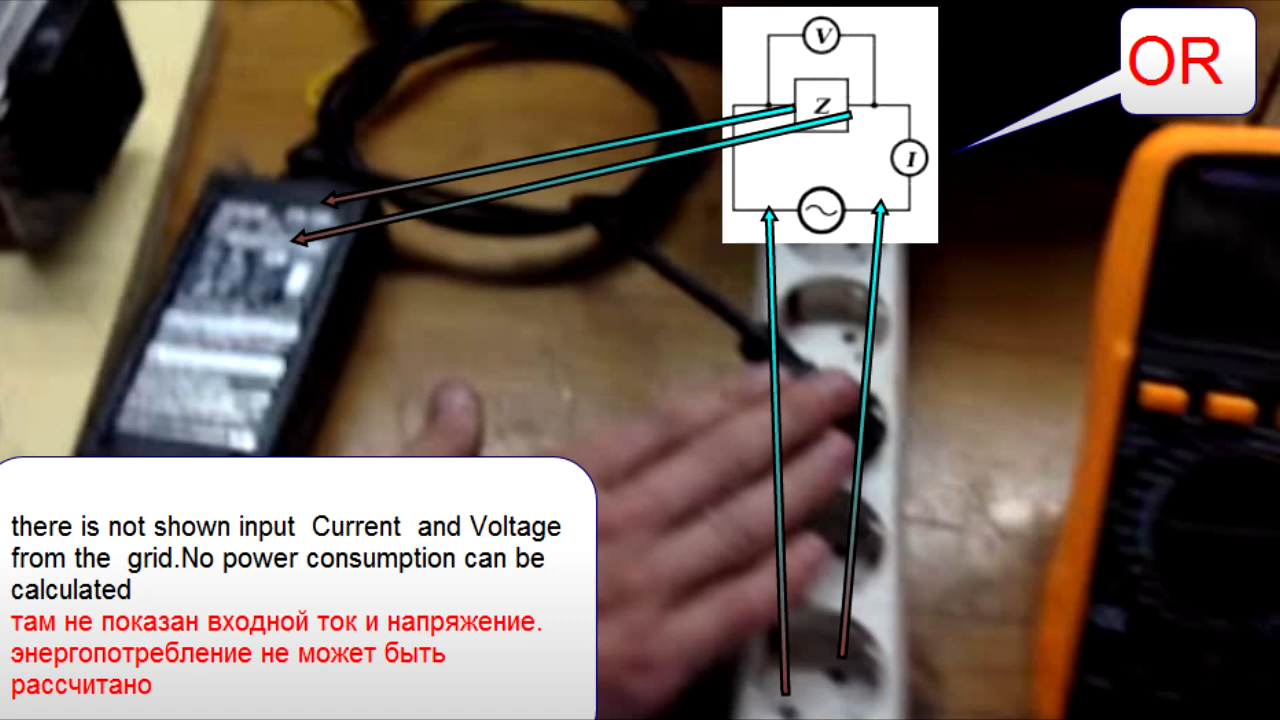 OR
V
Z
I
there is not shown input  Current  and Voltage
from the  grid.No power consumption can be
calculated
там не показан входной ток и напряжение.
энергопотребление не может быть
рассчитано